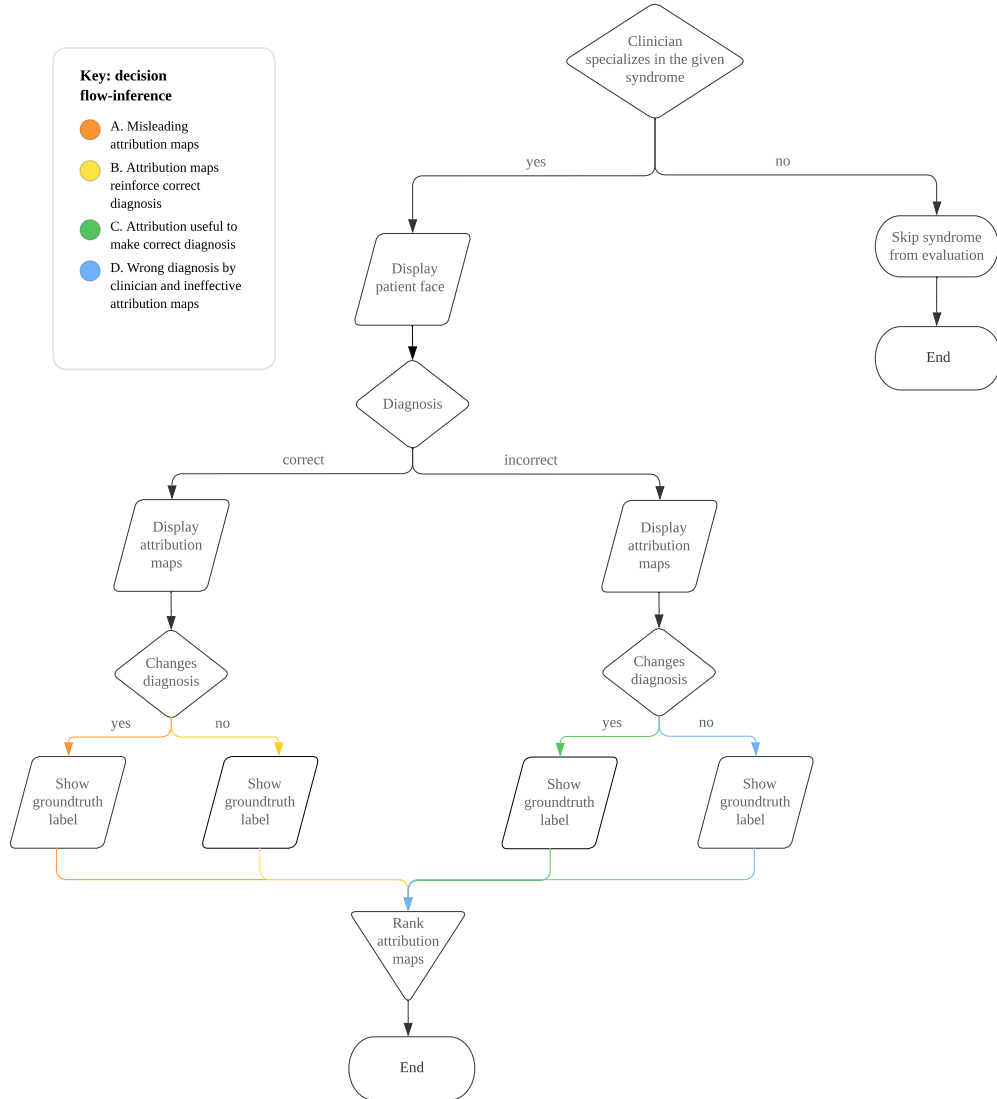 Clinician
specializes in the given
syndrome
Key: decision
flow-inference
A. Misleading
attribution maps
B. Attribution maps
reinforce correct
diagnosis
C. Attribution useful to
make correct diagnosis
D. Wrong diagnosis by
clinician and ineffective
attribution maps
yes
no
Display
patient face
Skip syndrome
from evaluation
End
Diagnosis
correct
incorrect
Display
attribution
maps
Display
attribution
maps
Changes
diagnosis
Changes
diagnosis
yes
no
yes
no
Show
groundtruth
label
Show
groundtruth
label
Show
groundtruth
label
Show
groundtruth
label
Rank
attribution
maps
End